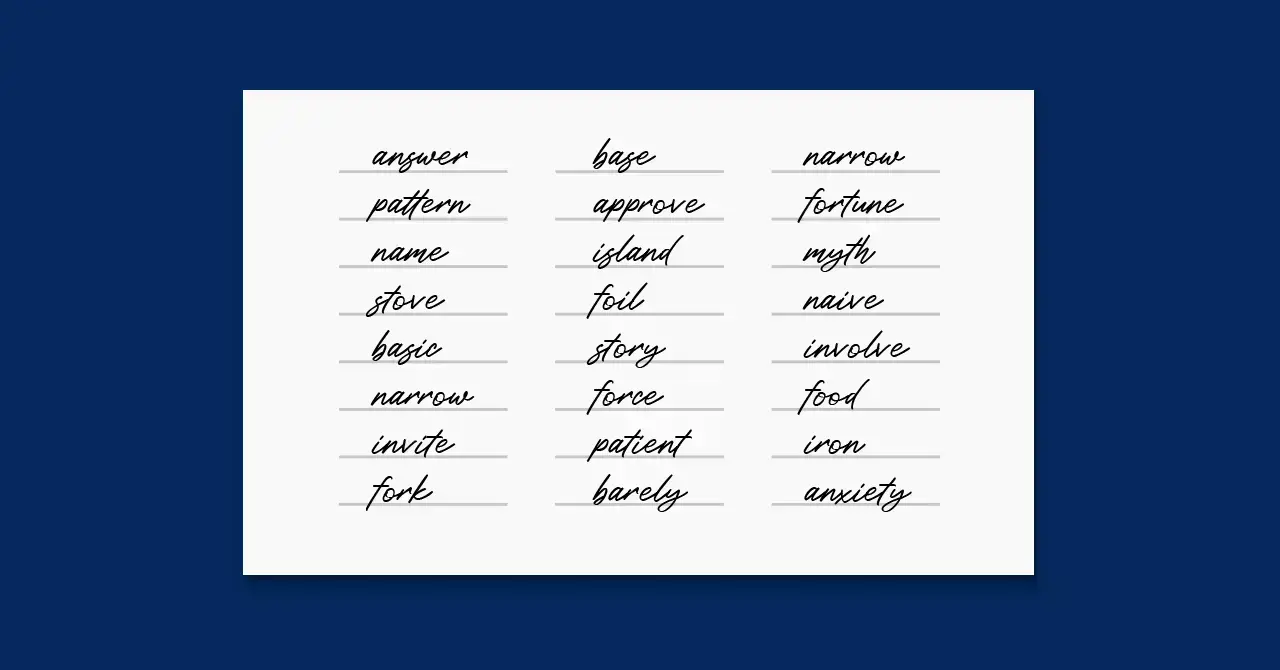 answer base narrow
pattern approve fortune
name island myth
stove foil naive
basic story involve
narrow force food
invite patient iron
fork barely anxiety